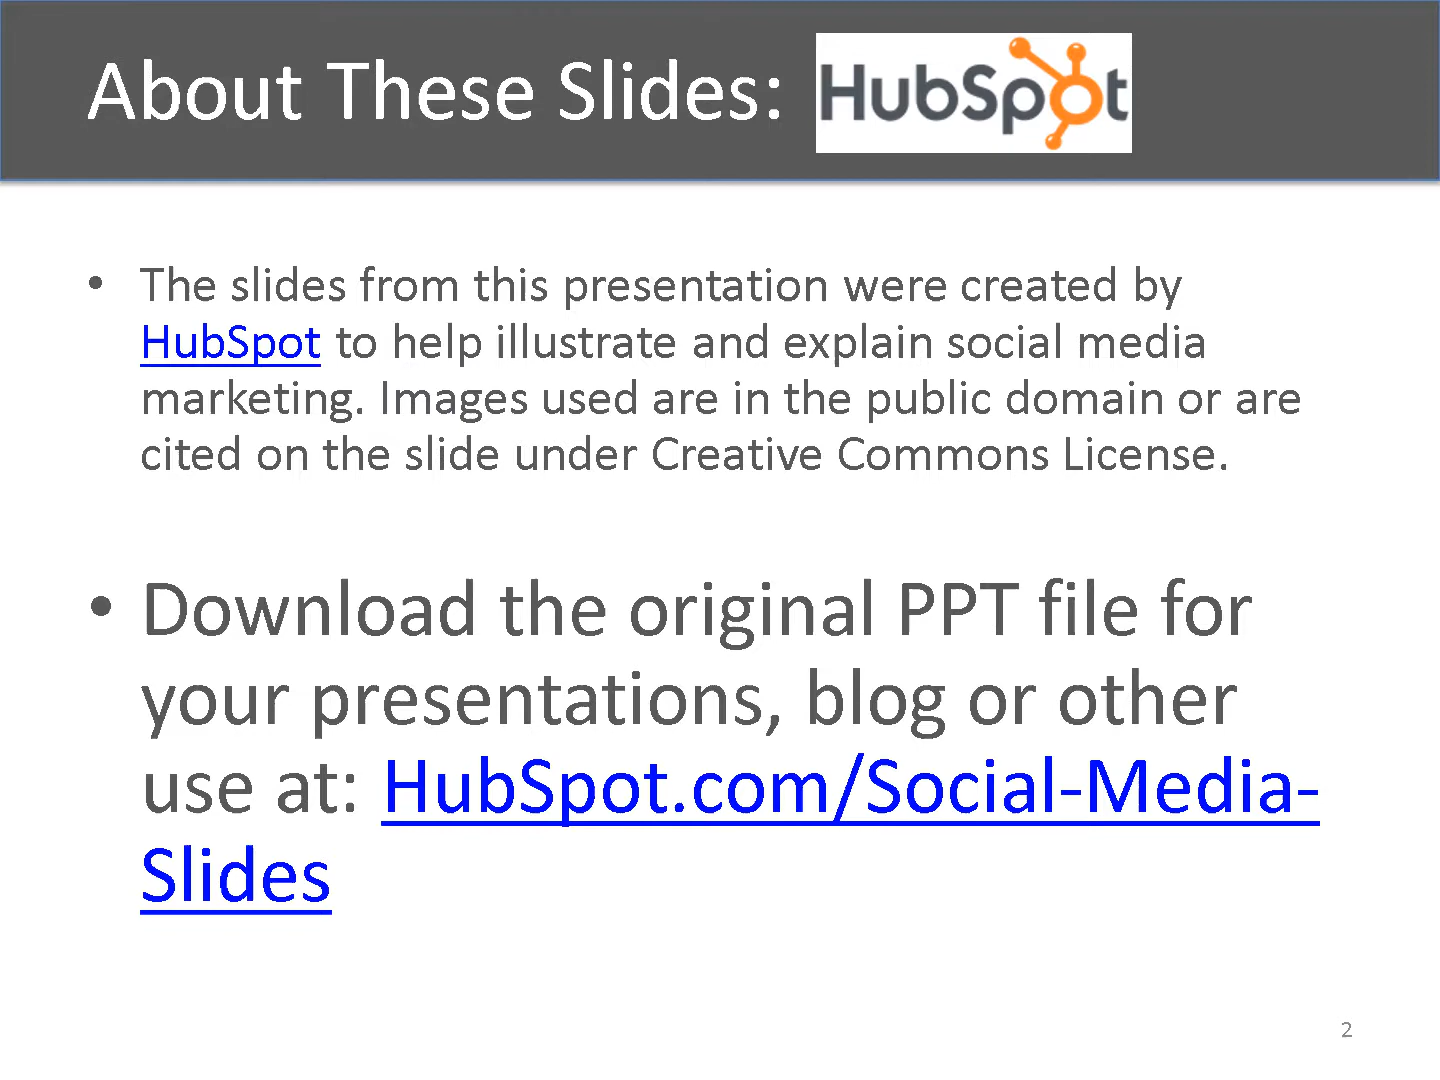 About These Slides: HubSpot
• The slides from this presentation were created by
HubSpot to help illustrate and explain social media
marketing. Images used are in the public domain or are
cited on the slide under Creative Commons License.
• Download the original PPT file for
your presentations, blog or other
use at: HubSpot.com/Social-Media-
Slides
2